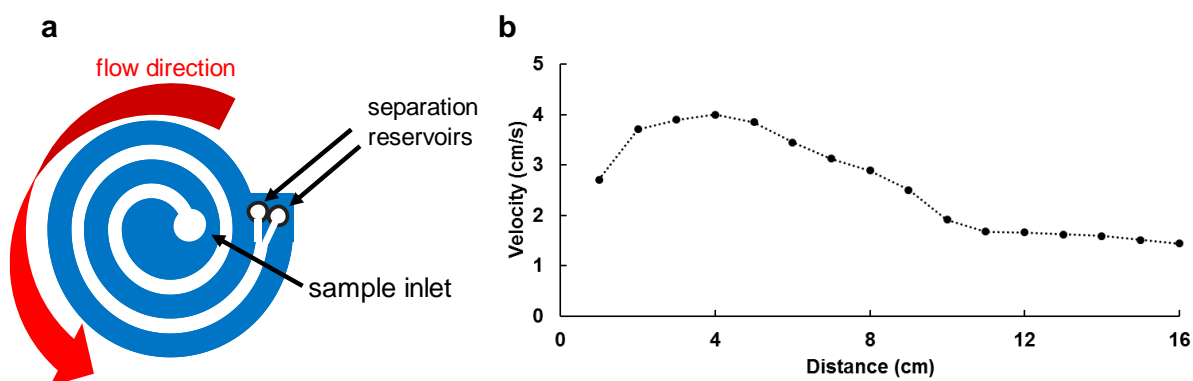 a
flow direction
separation
reservoirs
sample inlet
b
5
4
3
2
1
0
Velocity (cm/s)
0 4 8 12 16
Distance (cm)